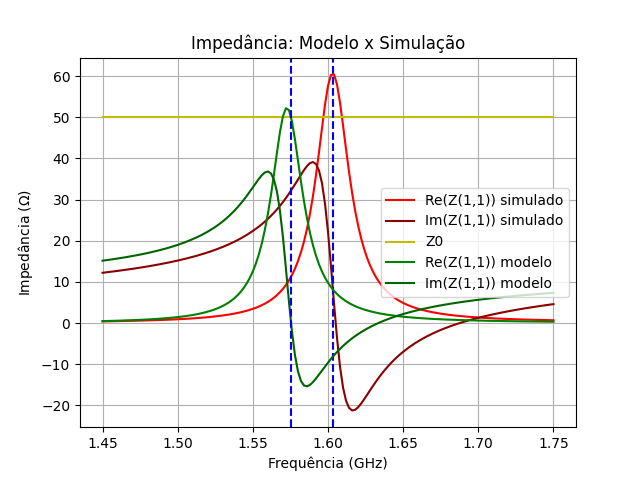 Impedância: Modelo x Simulação
60
50
40
30
20
10
0
−10
−20
Impedância (Ω)
Re(Z(1,1)) simulado
Im(Z(1,1)) simulado
Z0
Re(Z(1,1)) modelo
Im(Z(1,1)) modelo
1.45 1.50 1.55 1.60 1.65 1.70 1.75
Frequência (GHz)